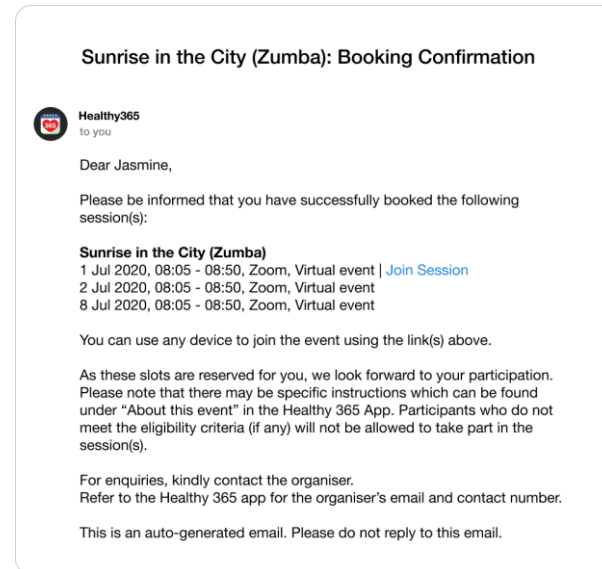 Sunrise in the City (Zumba): Booking Confirmation
365
Healthy365
to you
Dear Jasmine,
Please be informed that you have successfully booked the following
session(s):
Sunrise in the City (Zumba)
1 Jul 2020, 08:05 - 08:50, Zoom, Virtual event | Join Session
2 Jul 2020, 08:05 - 08:50, Zoom, Virtual event
8 Jul 2020, 08:05 - 08:50, Zoom, Virtual event
You can use any device to join the event using the link(s) above.
As these slots are reserved for you, we look forward to your participation.
Please note that there may be specific instructions which can be found
under “About this event” in the Healthy 365 App. Participants who do not
meet the eligibility criteria (if any) will not be allowed to take part in the
session(s).
For enquiries, kindly contact the organiser.
Refer to the Healthy 365 app for the organiser’s email and contact number.
This is an auto-generated email. Please do not reply to this email.